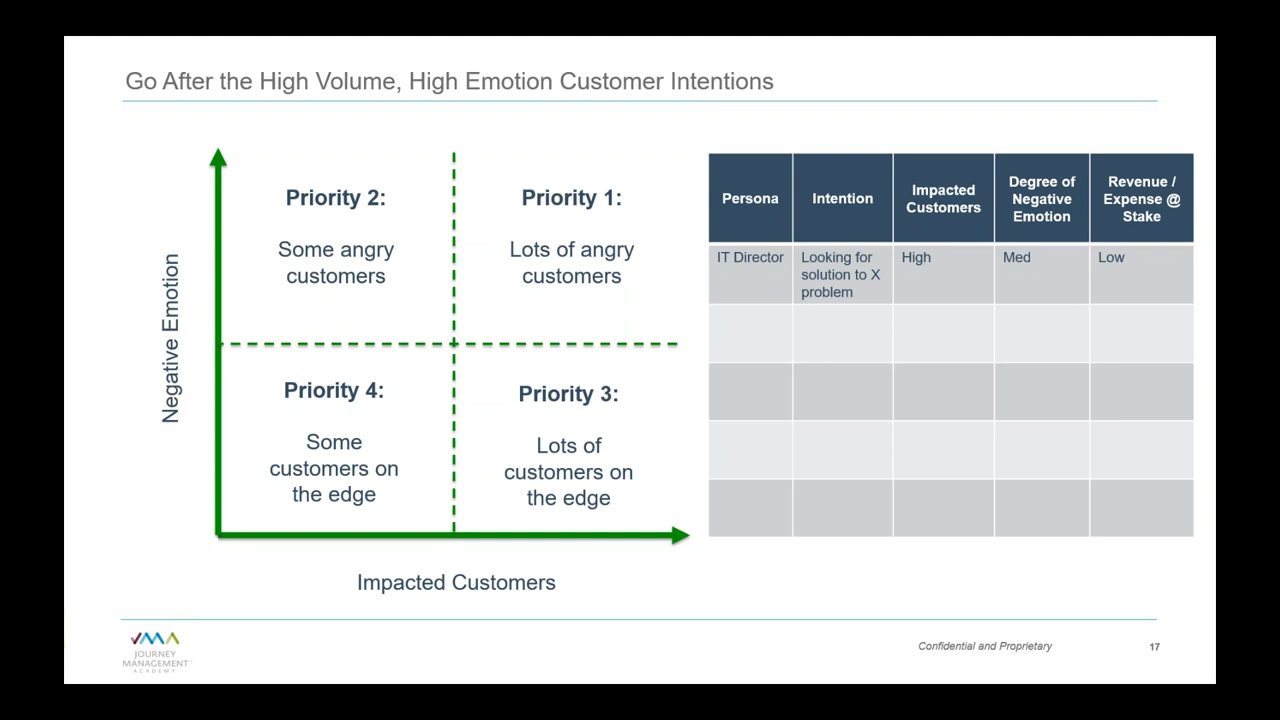 Go After the High Volume, High Emotion Customer Intentions
Negative Emotion
Priority 2:
Some angry
customers
Priority 1:
Lots of angry
customers
Priority 4:
Some
customers on
the edge
Priority 3:
Lots of
customers on
the edge
Impacted Customers
Persona
Intention
Impacted
Customers
Degree of
Negative
Emotion
Revenue /
Expense @
Stake
IT Director
Looking for
solution to X
problem
High
Med
Low
JOURNEY
MANAGEMENT
ACADEMY
Confidential and Proprietary
17